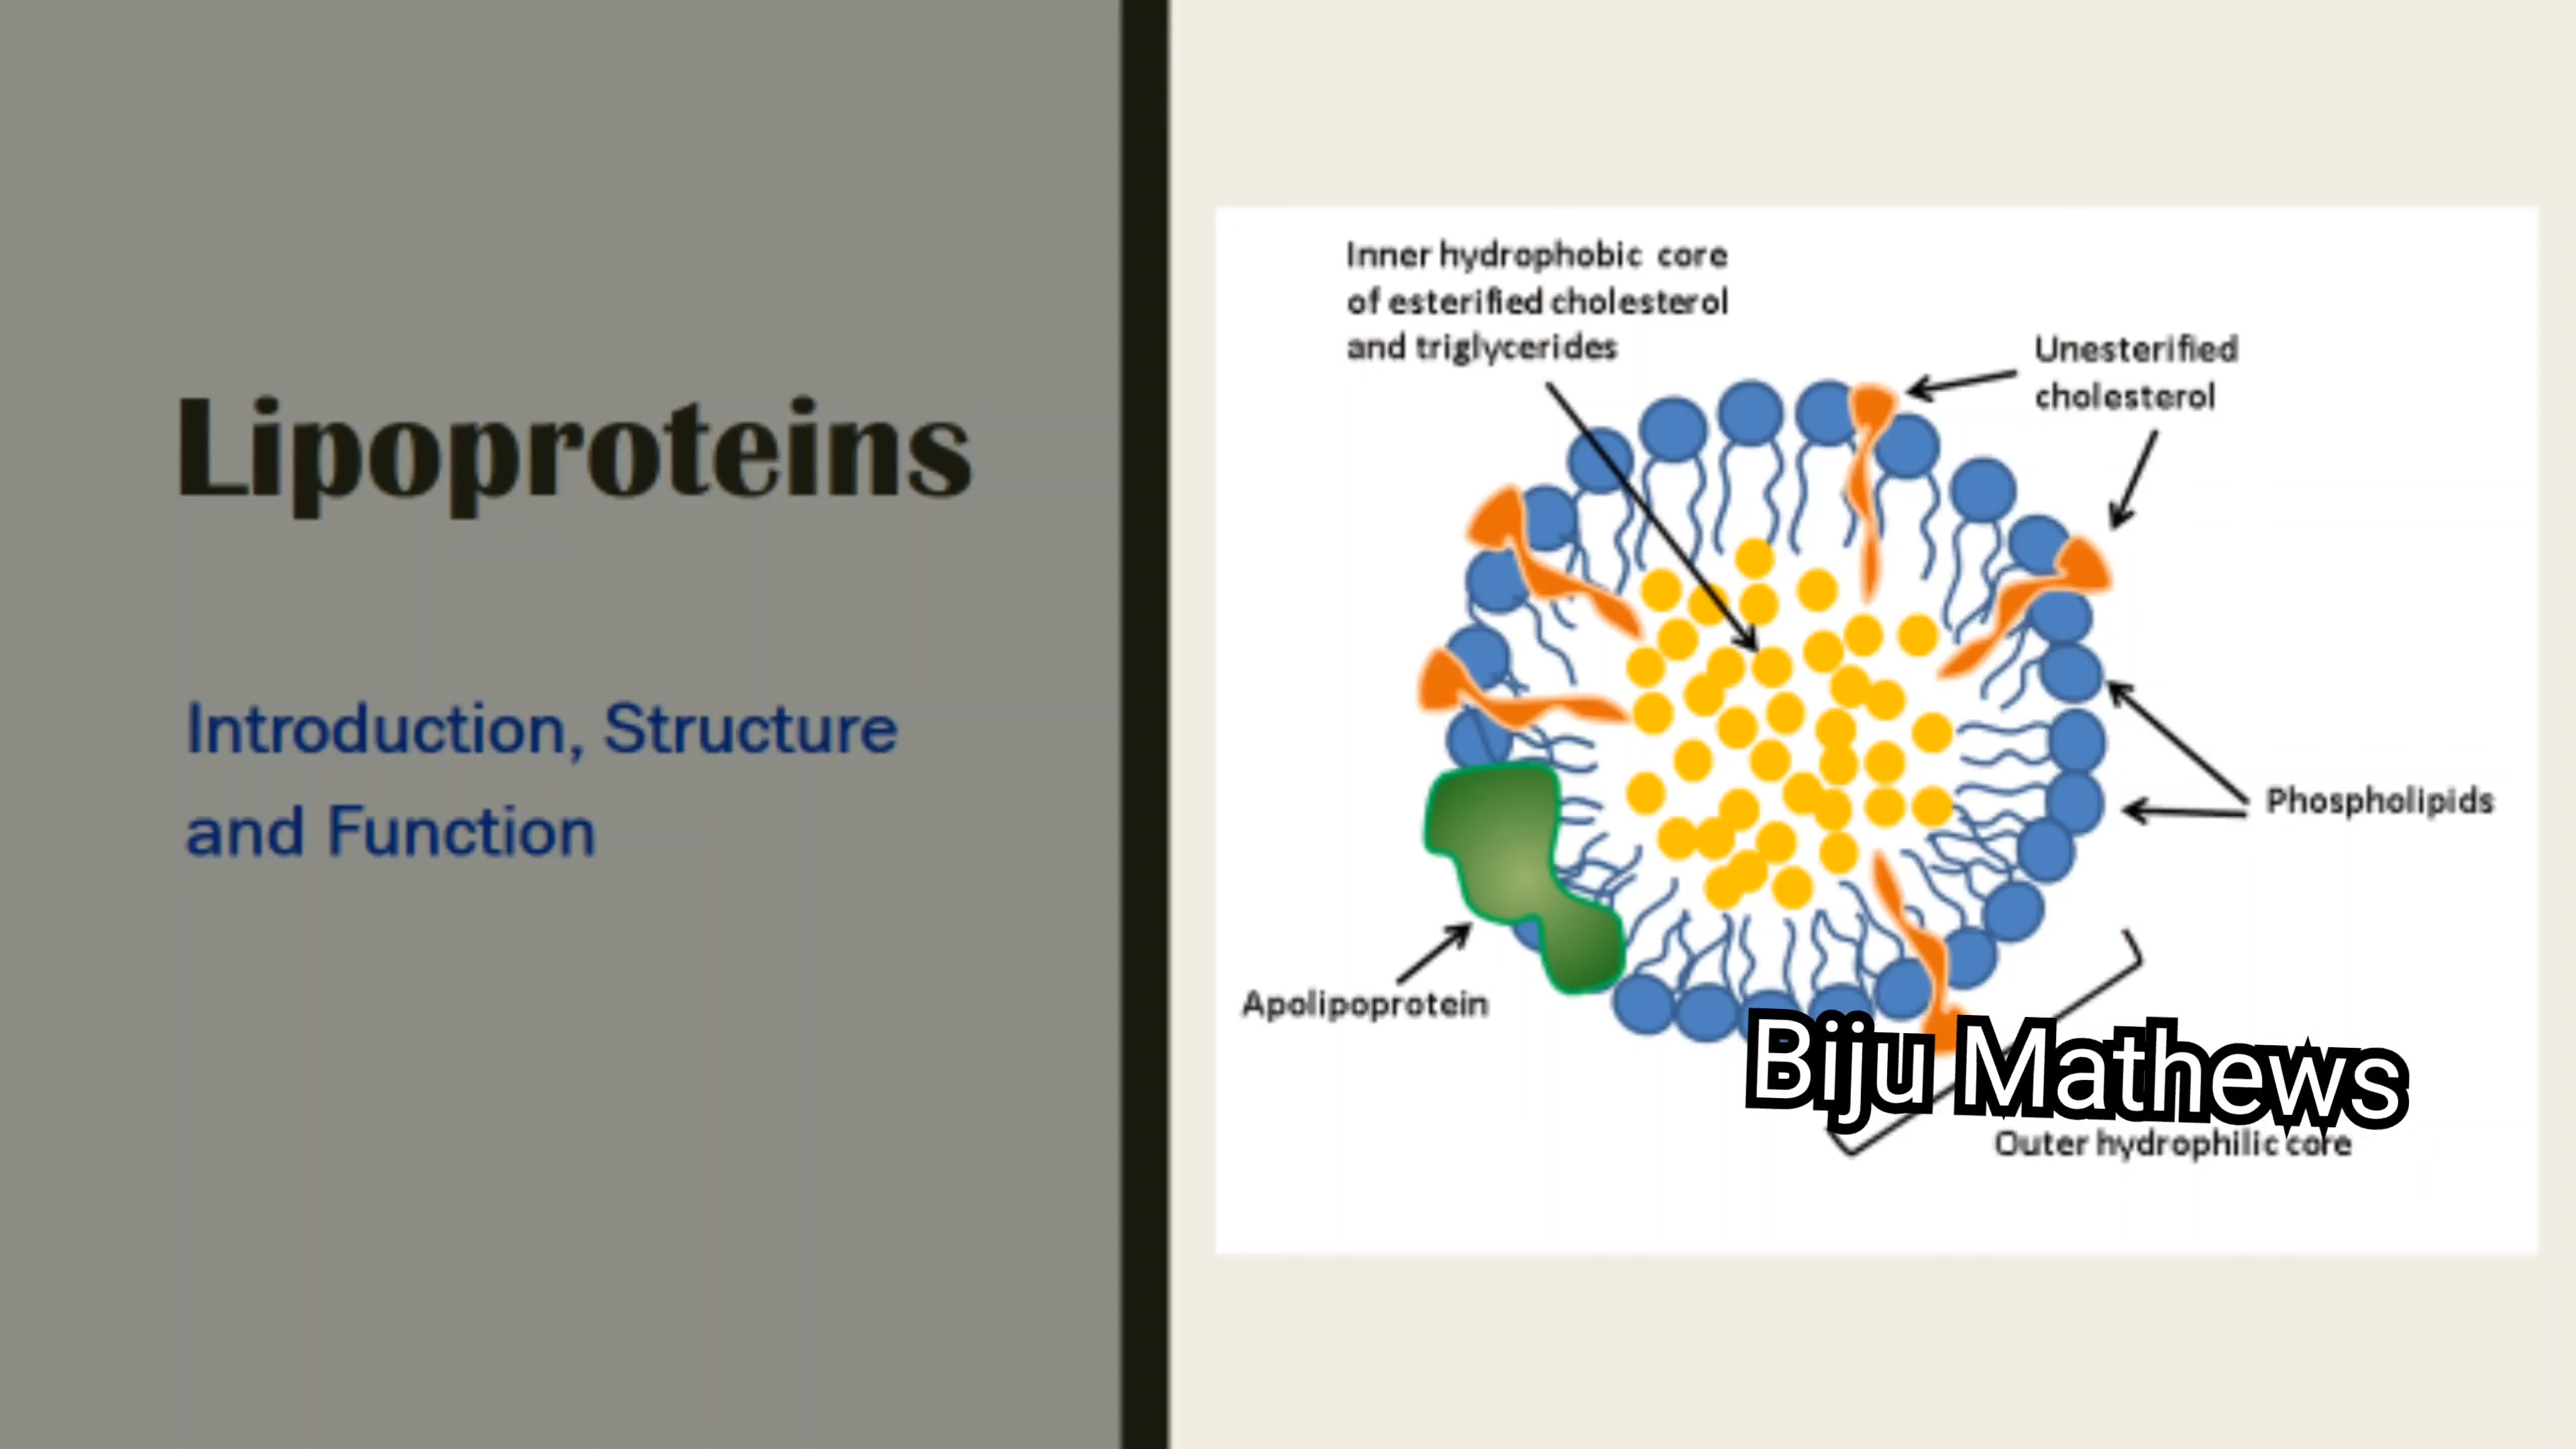 Lipoproteins
Introduction, Structure
and Function
Inner hydrophobic core
of esterified cholesterol
and triglycerides
Unesterified
cholesterol
Phospholipids
Apolipoprotein
Biju Mathews
Outer hydrophilic core